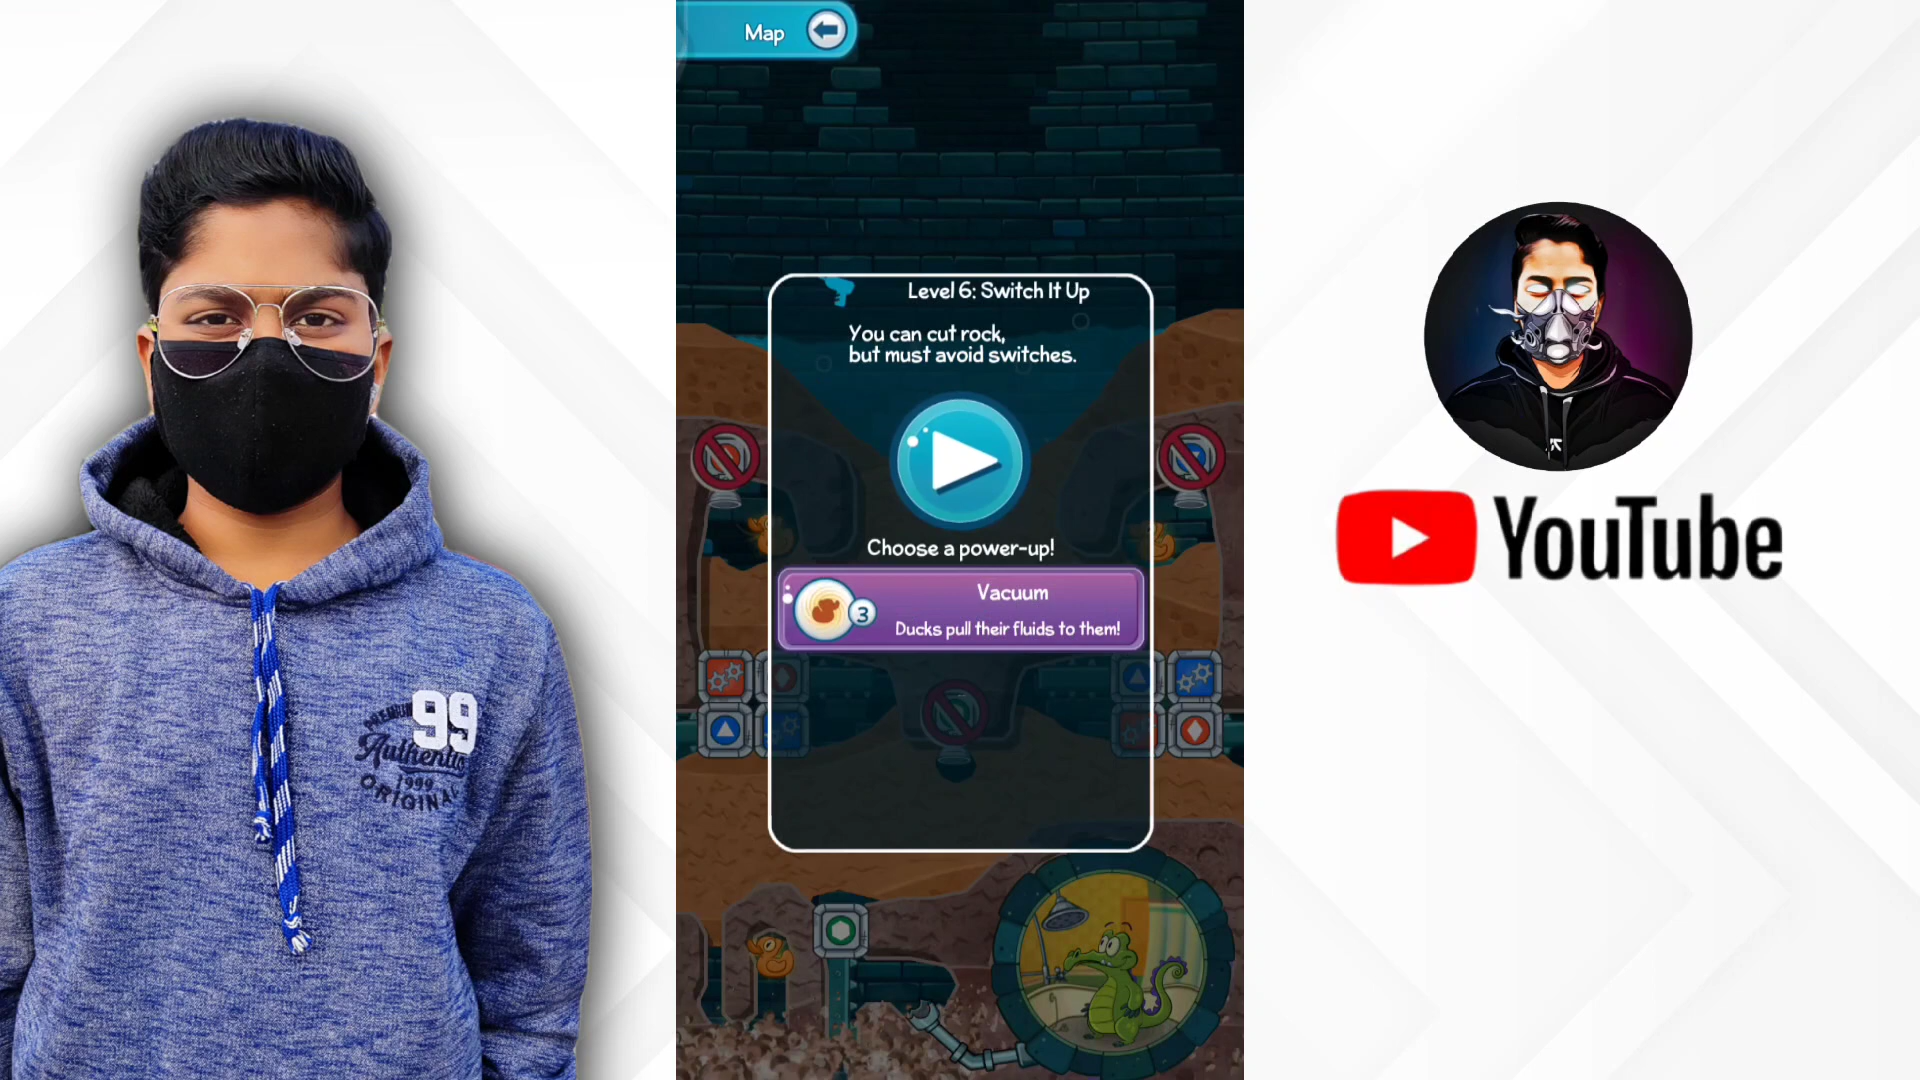 Map
Level 6: Switch It Up
You can cut rock,
but must avoid switches.
Choose a power-up!
Vacuum
3
Ducks pull their fluids to them!
99
PREMIUM
Authentic
1999
ORIGINAL
YouTube